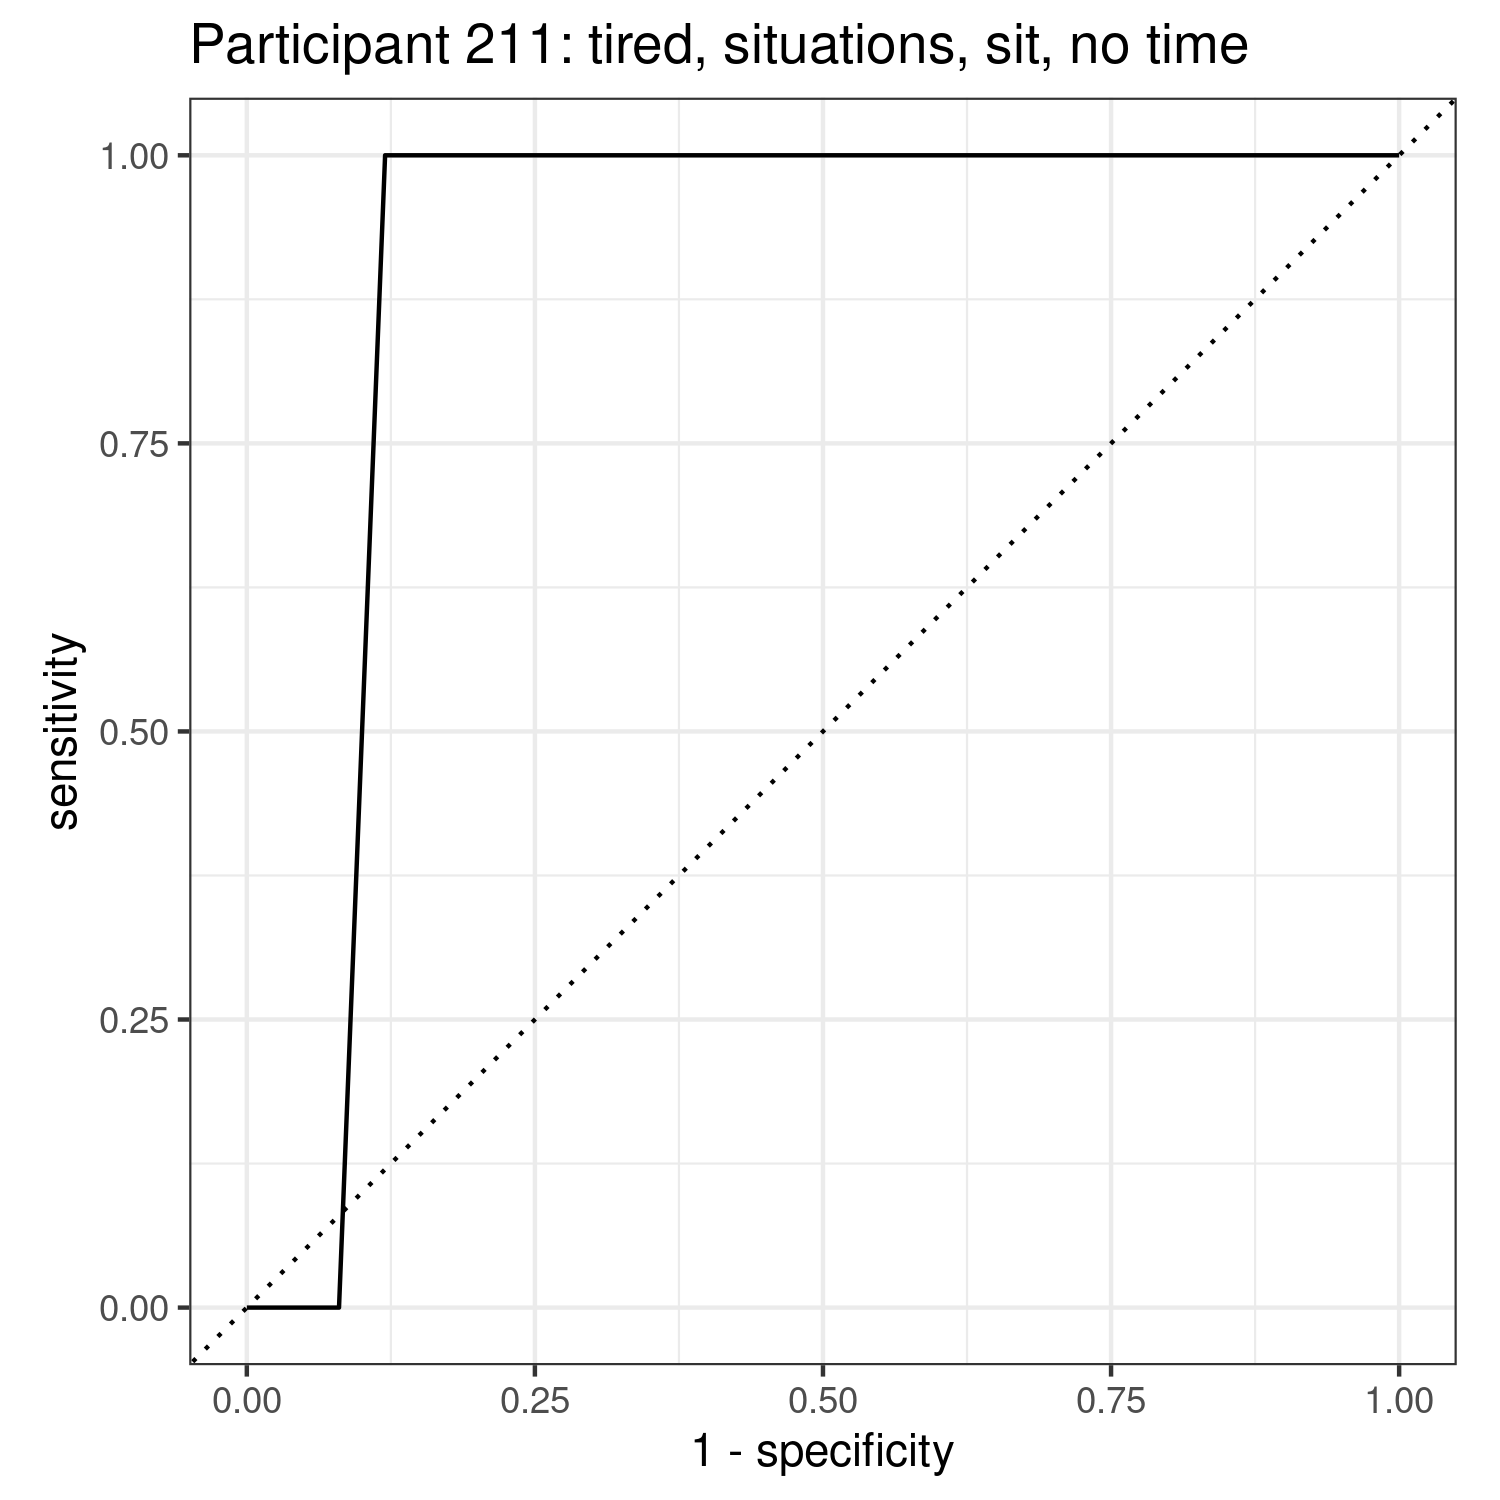 Participant 211: tired, situations, sit, no time
1.00
0.75
0.50
0.25
0.00
sensitivity
0.00 0.25 0.50 0.75 1.00
1 - specificity